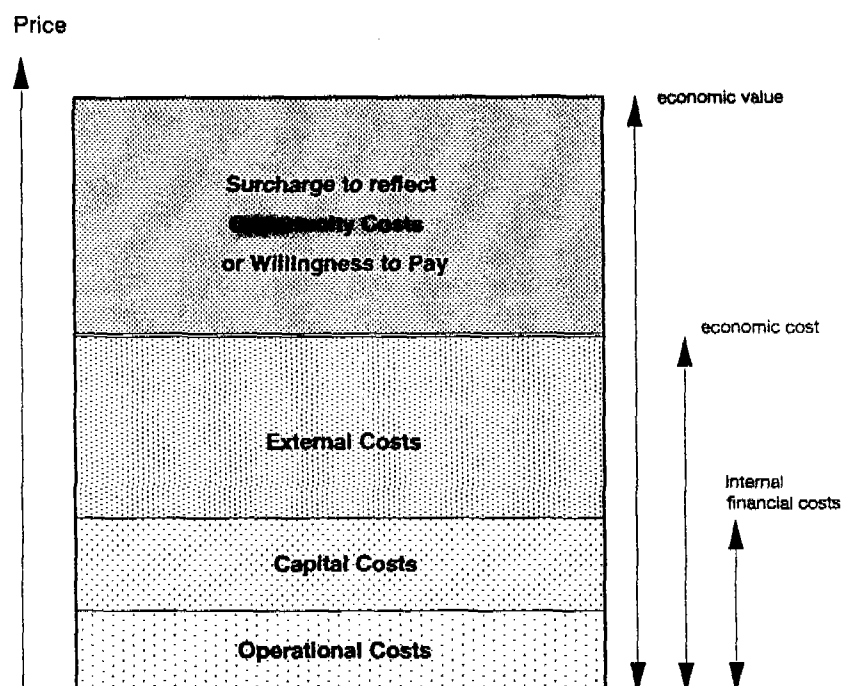 Price
economic value
Surcharge to reflect
Costs
or Willingness to Pay
economic cost
External Costs
Internal
financial costs
Capital Costs
Operational Costs